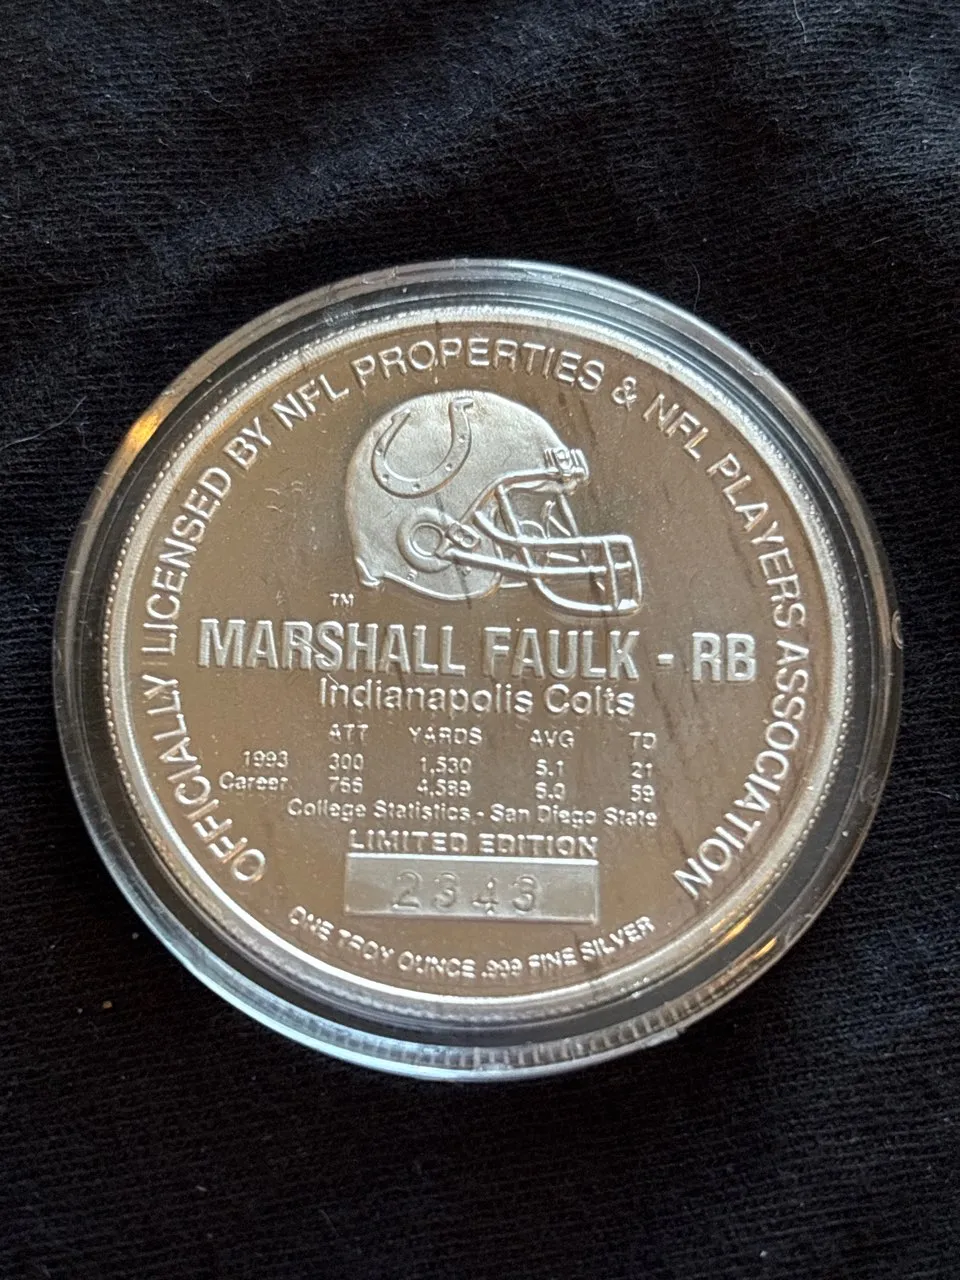 OFFICIALLY LICENSED BY NFL PROPERTIES & NFL PLAYERS ASSOCIATION
TM
MARSHALL FAULK - RB
Indianapolis Colts
ATT YARDS AVG TD
1993 300 1,530 5.1 21
Career 766 4,589 6.0 59
College Statistics - San Diego State
LIMITED EDITION
2343
ONE TROY OUNCE .999 FINE SILVER